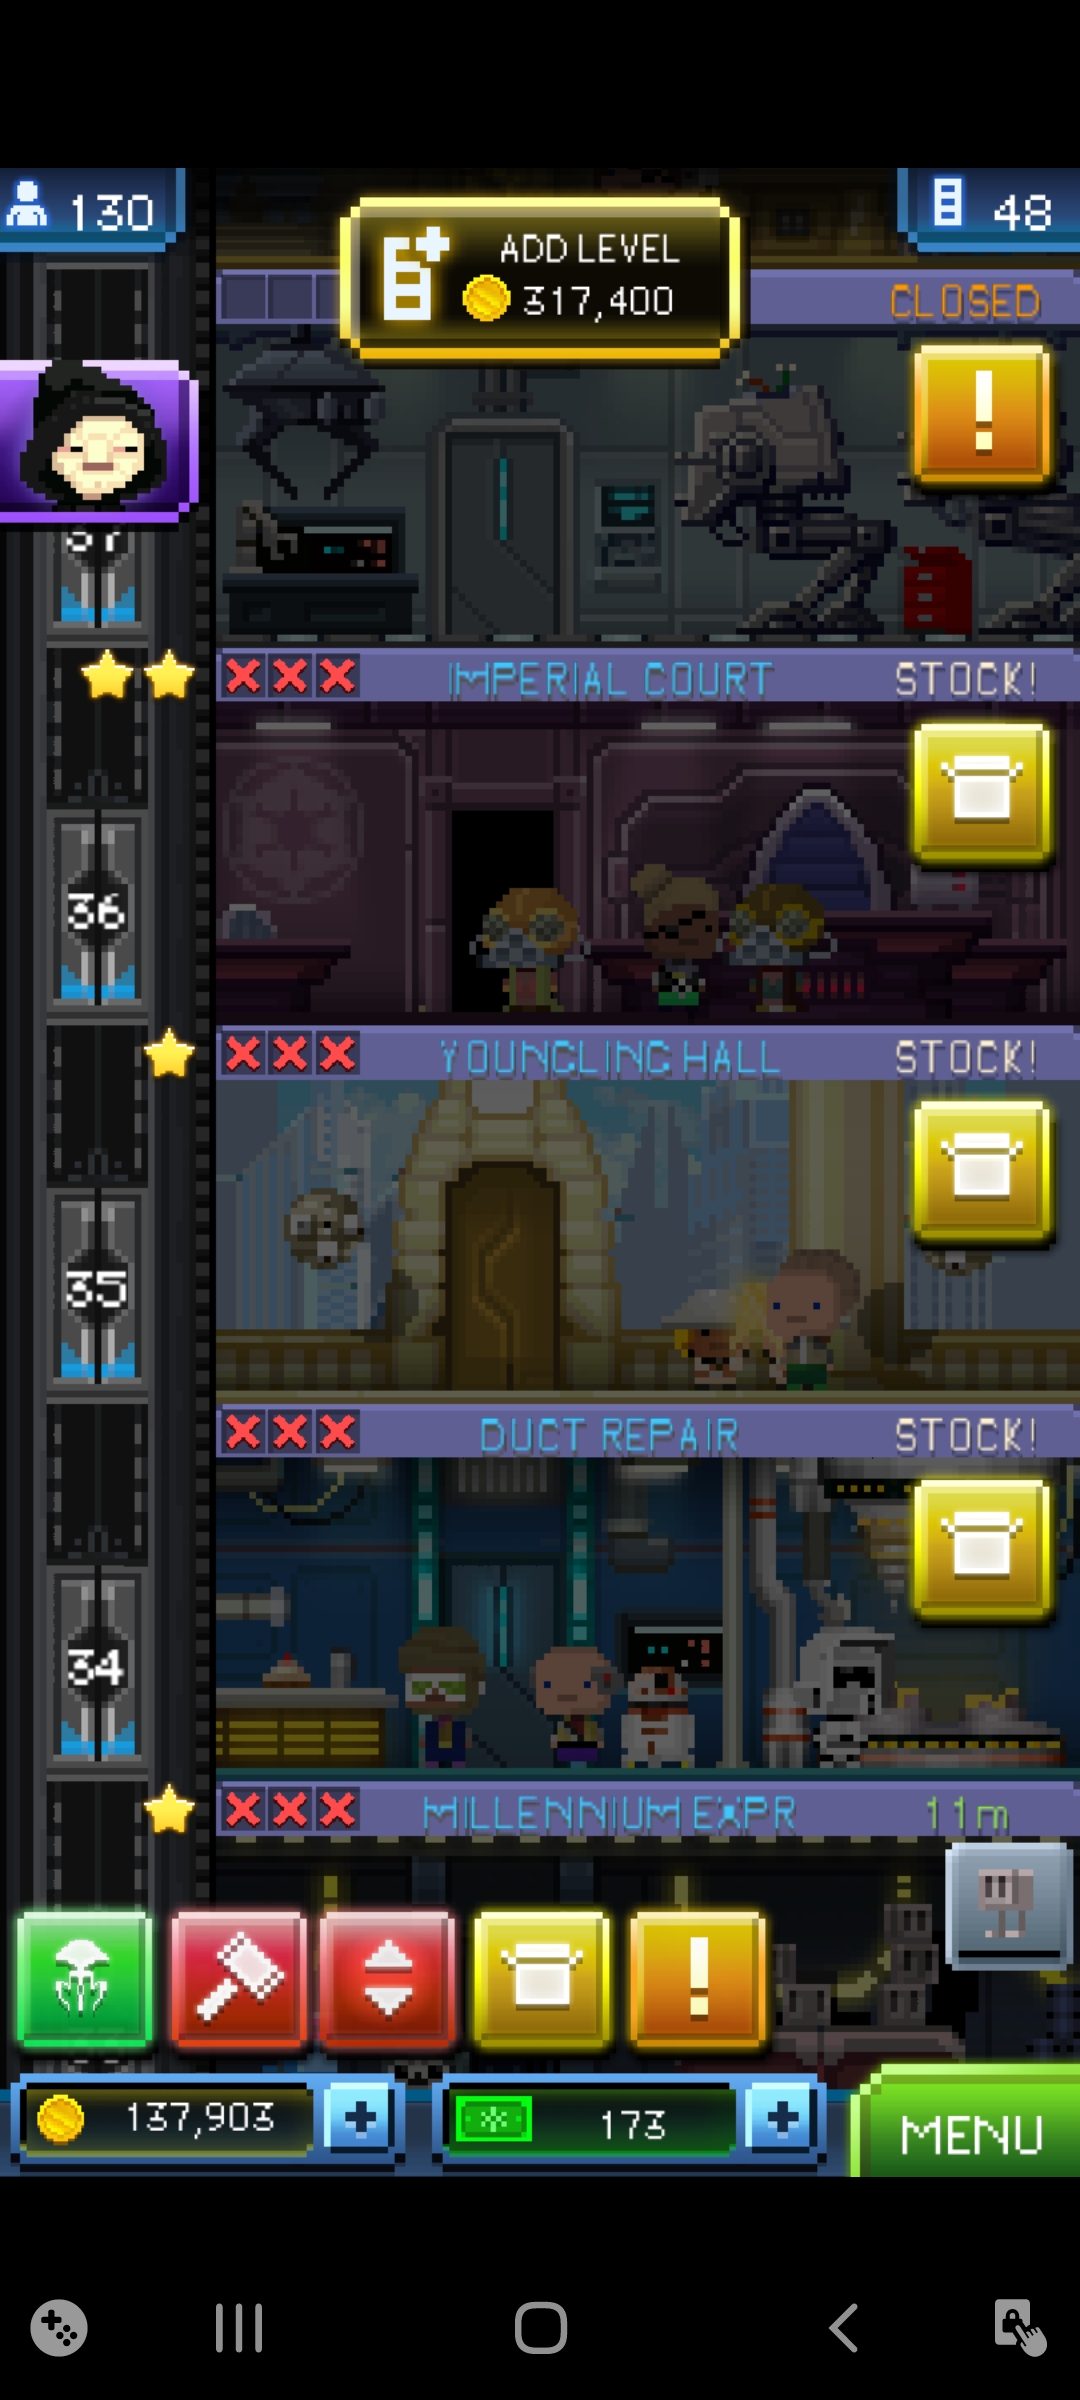 130
48
ADD LEVEL
317,400
CLOSED
!
37
IMPERIAL COURT STOCK!
36
YOUNGLING HALL STOCK!
35
DUCT REPAIR STOCK!
34
MILLENNIUM EXPR 11m
!
137,903 + 173 + MENU